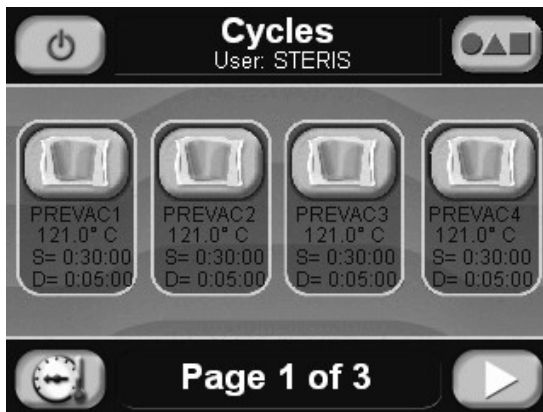 Cycles
User: STERIS
PREVAC1
121.0° C
S= 0:30:00
D= 0:05:00
PREVAC2
121.0° C
S= 0:30:00
D= 0:05:00
PREVAC3
121.0° C
S= 0:30:00
D= 0:05:00
PREVAC4
121.0° C
S= 0:30:00
D= 0:05:00
Page 1 of 3